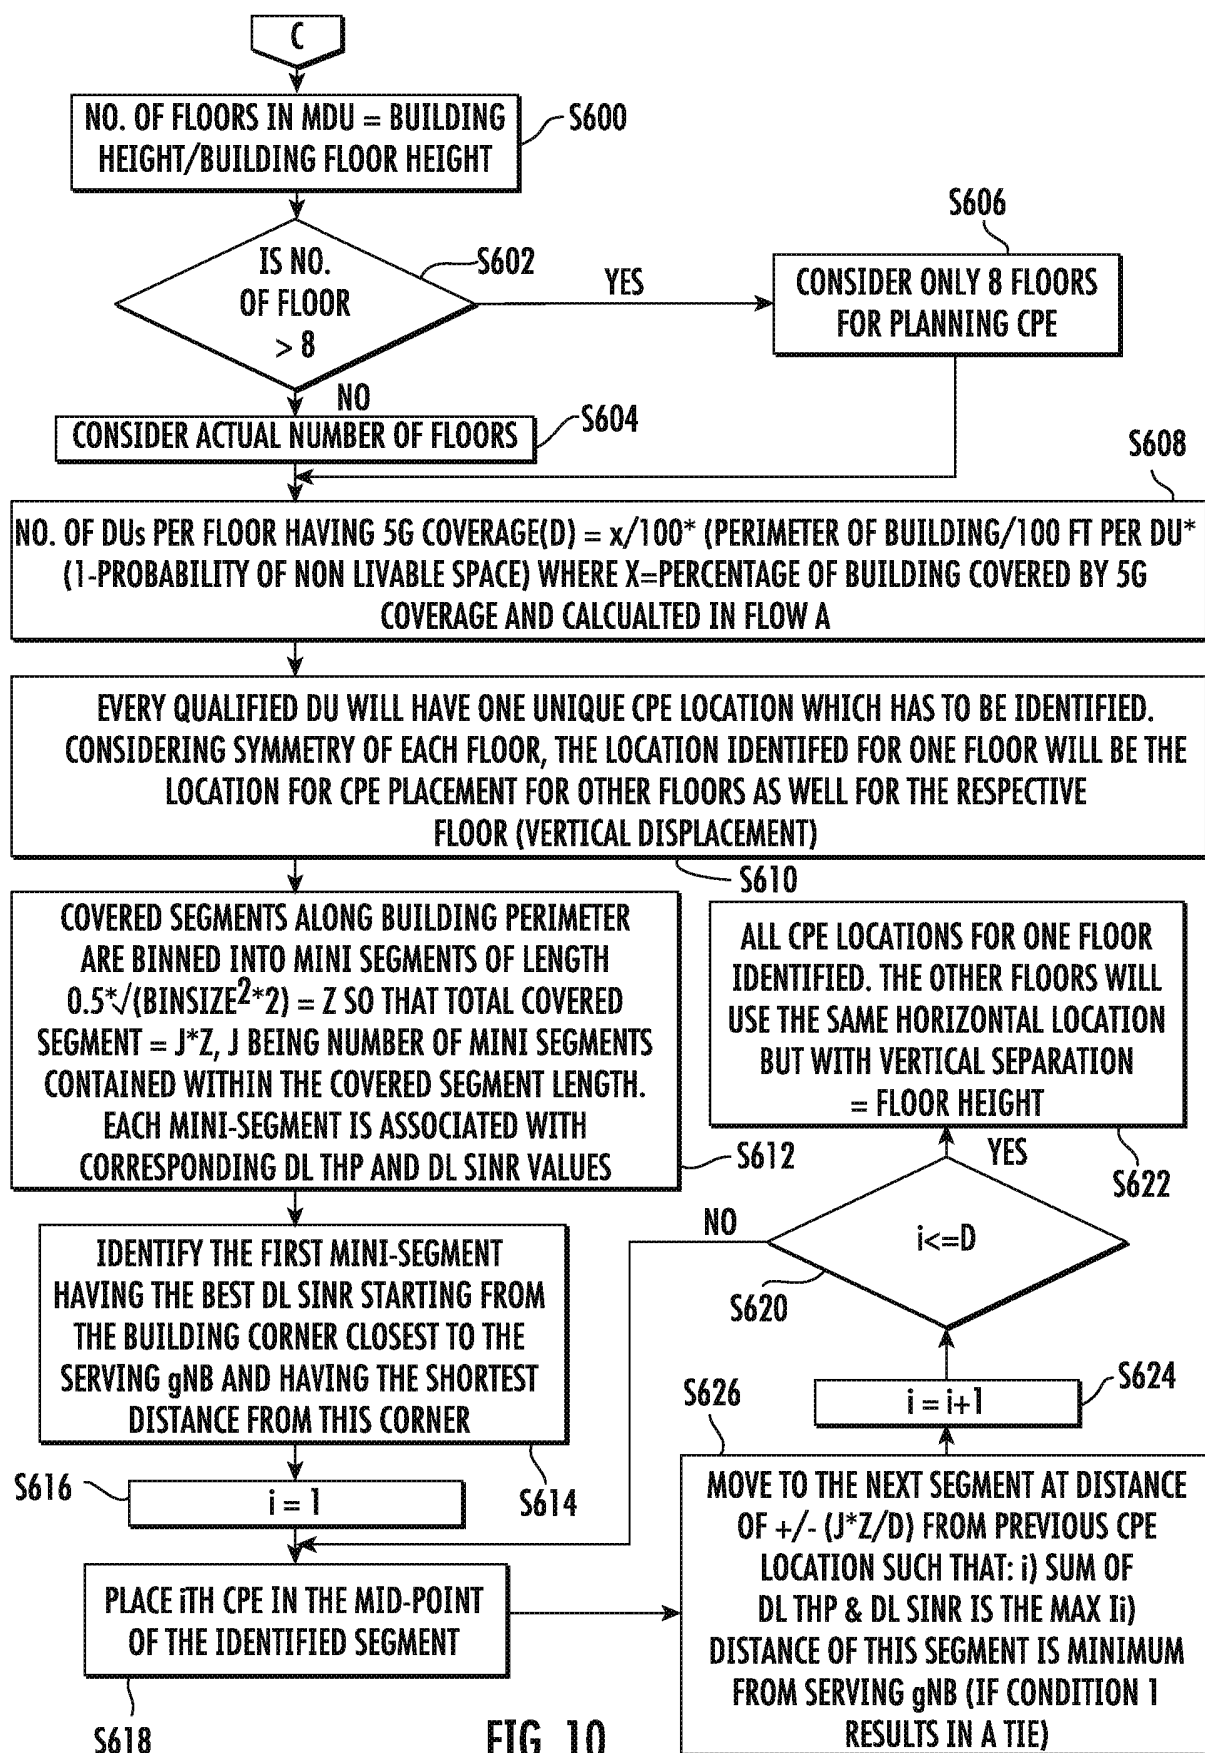 C
NO. OF FLOORS IN MDU = BUILDING
HEIGHT/BUILDING FLOOR HEIGHT
S600
IS NO.
OF FLOOR
> 8
S602
YES
S606
CONSIDER ONLY 8 FLOORS
FOR PLANNING CPE
NO
CONSIDER ACTUAL NUMBER OF FLOORS
S604
S608
NO. OF DUs PER FLOOR HAVING 5G COVERAGE(D) = x/100* (PERIMETER OF BUILDING/100 FT PER DU*
(1-PROBABILITY OF NON LIVABLE SPACE) WHERE X=PERCENTAGE OF BUILDING COVERED BY 5G
COVERAGE AND CALCUALTED IN FLOW A
EVERY QUALIFIED DU WILL HAVE ONE UNIQUE CPE LOCATION WHICH HAS TO BE IDENTIFIED.
CONSIDERING SYMMETRY OF EACH FLOOR, THE LOCATION IDENTIFED FOR ONE FLOOR WILL BE THE
LOCATION FOR CPE PLACEMENT FOR OTHER FLOORS AS WELL FOR THE RESPECTIVE
FLOOR (VERTICAL DISPLACEMENT)
S610
COVERED SEGMENTS ALONG BUILDING PERIMETER
ARE BINNED INTO MINI SEGMENTS OF LENGTH
0.5*√(BINSIZE²*2) = Z SO THAT TOTAL COVERED
SEGMENT = J*Z, J BEING NUMBER OF MINI SEGMENTS
CONTAINED WITHIN THE COVERED SEGMENT LENGTH.
EACH MINI-SEGMENT IS ASSOCIATED WITH
CORRESPONDING DL THP AND DL SINR VALUES
S612
ALL CPE LOCATIONS FOR ONE FLOOR
IDENTIFIED. THE OTHER FLOORS WILL
USE THE SAME HORIZONTAL LOCATION
BUT WITH VERTICAL SEPARATION
= FLOOR HEIGHT
S622
YES
NO
i<=D
S620
IDENTIFY THE FIRST MINI-SEGMENT
HAVING THE BEST DL SINR STARTING FROM
THE BUILDING CORNER CLOSEST TO THE
SERVING gNB AND HAVING THE SHORTEST
DISTANCE FROM THIS CORNER
S614
S616
i = 1
S624
i = i+1
S626
PLACE iTH CPE IN THE MID-POINT
OF THE IDENTIFIED SEGMENT
S618
MOVE TO THE NEXT SEGMENT AT DISTANCE
OF +/- (J*Z/D) FROM PREVIOUS CPE
LOCATION SUCH THAT: i) SUM OF
DL THP & DL SINR IS THE MAX Ii)
DISTANCE OF THIS SEGMENT IS MINIMUM
FROM SERVING gNB (IF CONDITION 1
RESULTS IN A TIE)
FIG. 10